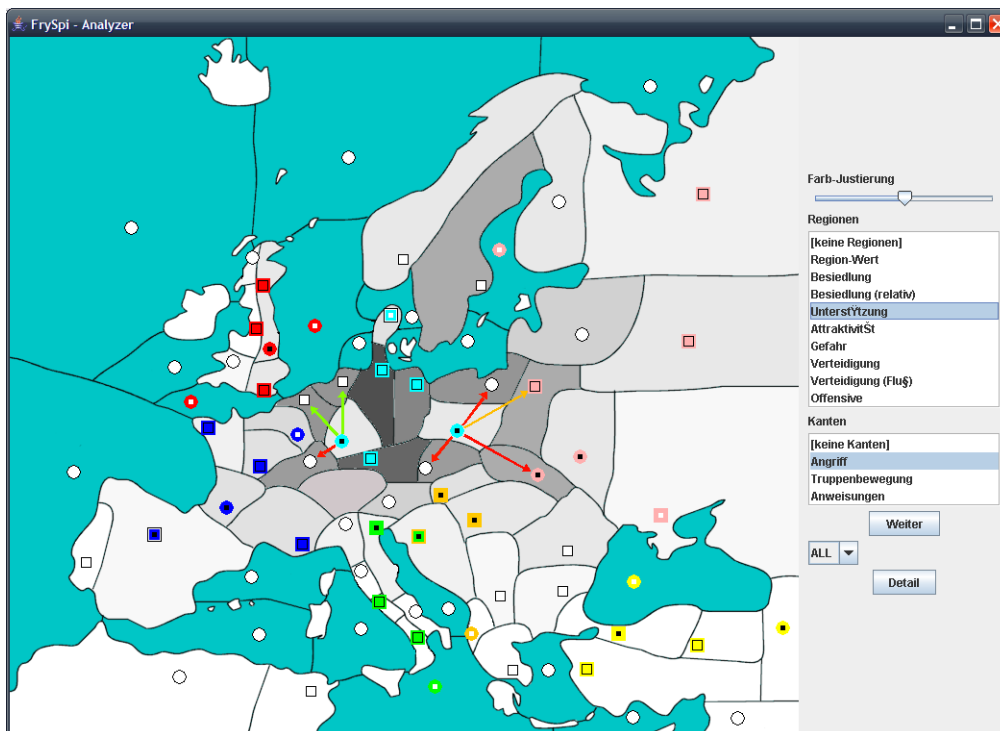 FrySpi - Analyzer
Farb-Justierung
Regionen
[keine Regionen]
Region-Wert
Besiedlung
Besiedlung (relativ)
UnterstŸtzung
AttraktivitŠt
Gefahr
Verteidigung
Verteidigung (Flu§)
Offensive
Kanten
[keine Kanten]
Angriff
Truppenbewegung
Anweisungen
Weiter
ALL
Detail